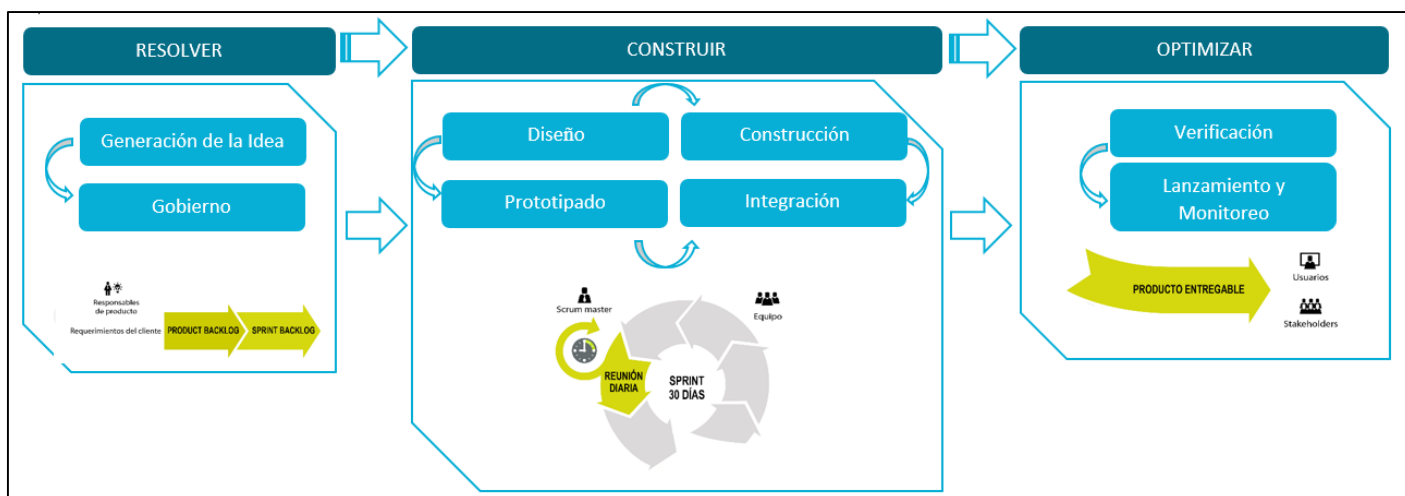 RESOLVER
CONSTRUIR
OPTIMIZAR
Generación de la Idea
Gobierno
Responsables
de producto
Requerimientos del cliente
PRODUCT BACKLOG
SPRINT BACKLOG
Diseño
Construcción
Prototipado
Integración
Scrum master
Equipo
REUNIÓN
DIARIA
SPRINT
30 DÍAS
Verificación
Lanzamiento y
Monitoreo
PRODUCTO ENTREGABLE
Usuarios
Stakeholders